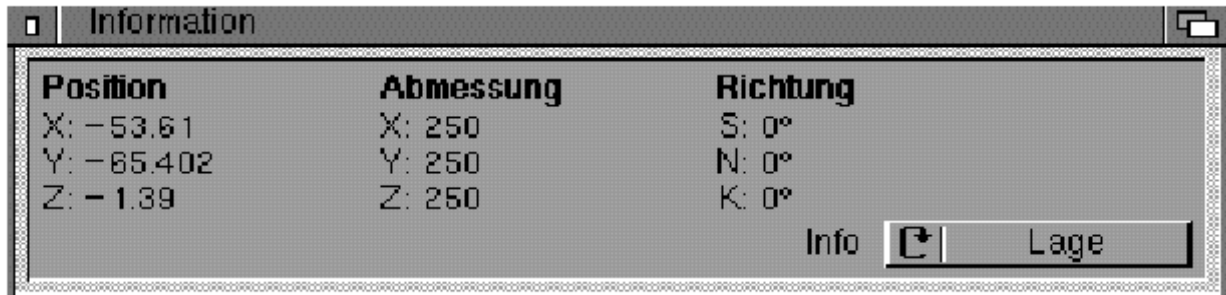 Information
Position Abmessung Richtung
X: -53.61 X: 250 S: 0°
Y: -65.402 Y: 250 N: 0°
Z: -1.39 Z: 250 K: 0°
Info Lage